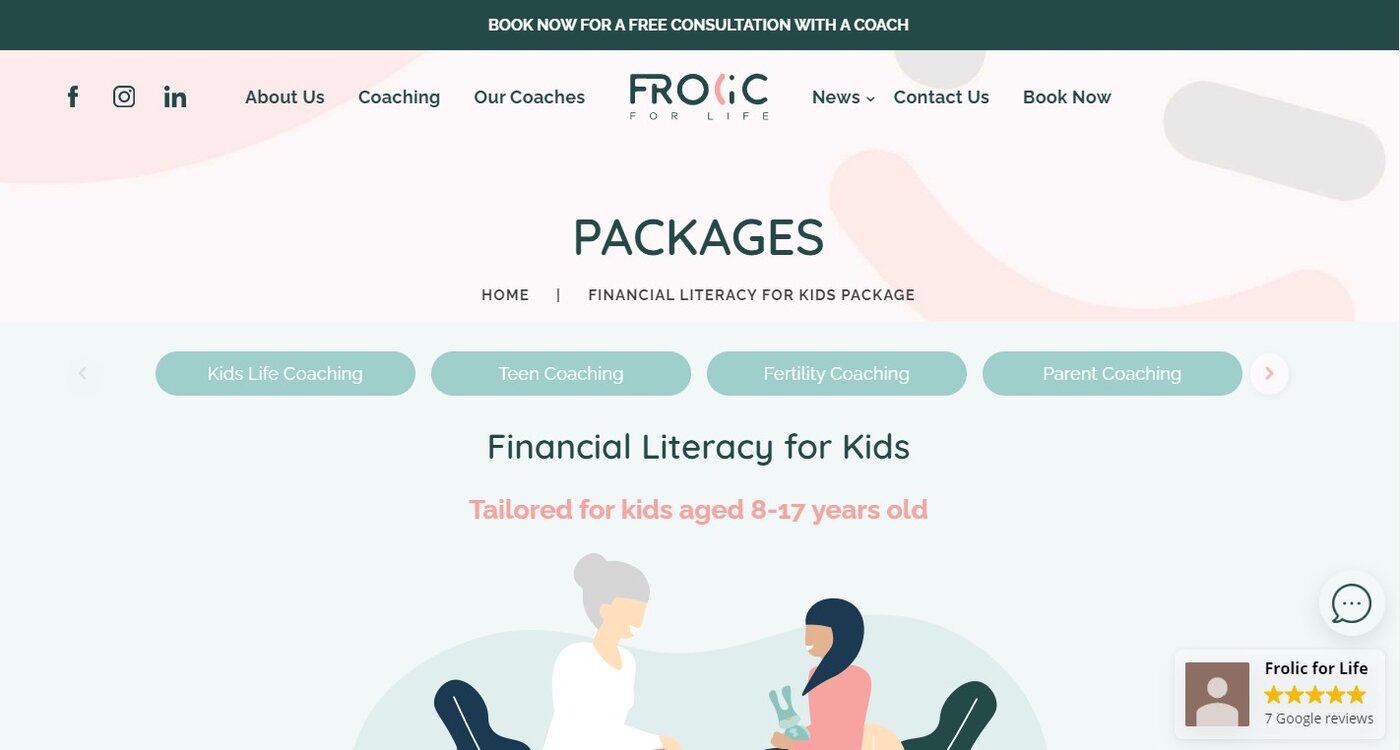 BOOK NOW FOR A FREE CONSULTATION WITH A COACH
About Us
Coaching
Our Coaches
FROLiC
FOR LIFE
News
Contact Us
Book Now
PACKAGES
HOME | FINANCIAL LITERACY FOR KIDS PACKAGE
Kids Life Coaching
Teen Coaching
Fertility Coaching
Parent Coaching
Financial Literacy for Kids
Tailored for kids aged 8-17 years old
Frolic for Life
7 Google reviews